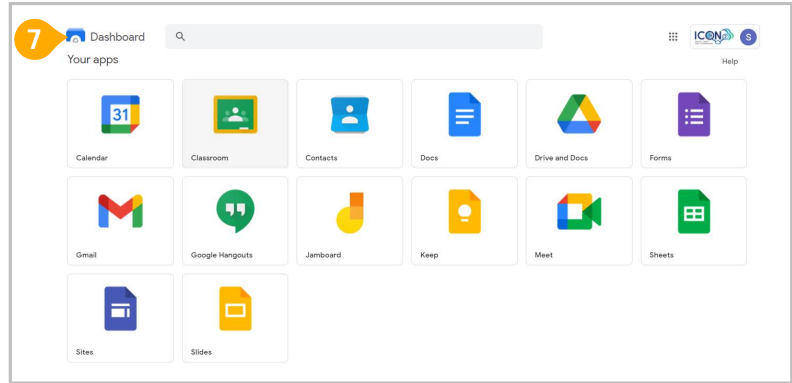 7
Dashboard
ICON
S
Your apps
Help
31
Calendar
Classroom
Contacts
Docs
Drive and Docs
Forms
Gmail
Google Hangouts
Jamboard
Keep
Meet
Sheets
Sites
Slides